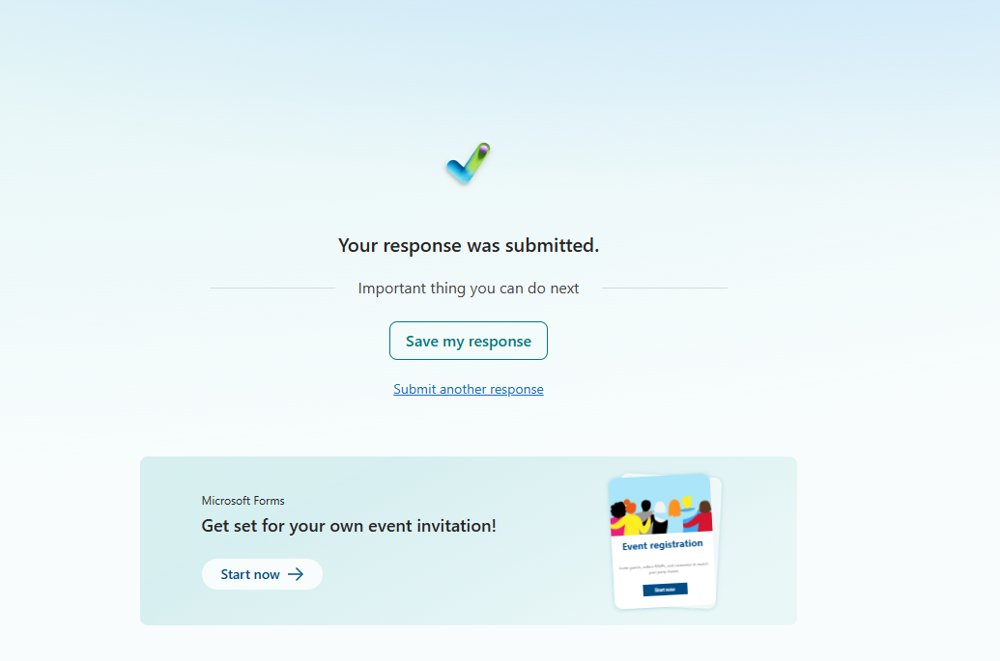 Your response was submitted.
Important thing you can do next
Save my response
Submit another response
Microsoft Forms
Get set for your own event invitation!
Start now
Event registration
Start now